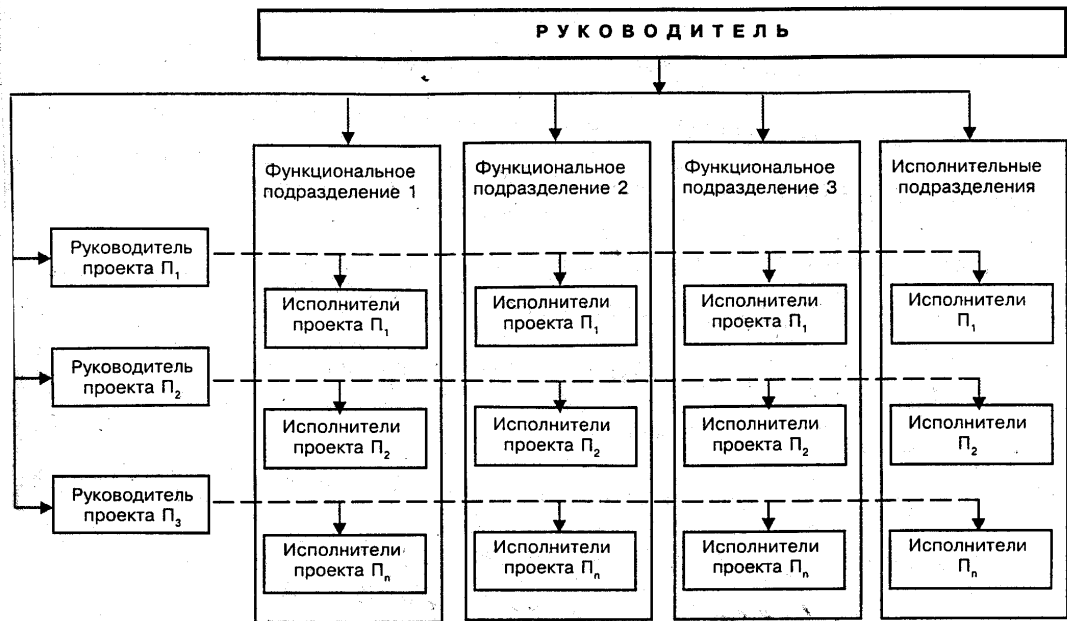 РУКОВОДИТЕЛЬ
Функциональное
подразделение 1
Функциональное
подразделение 2
Функциональное
подразделение 3
Исполнительные
подразделения
Руководитель
проекта П₁
Исполнители
проекта П₁
Исполнители
проекта П₁
Исполнители
проекта П₁
Исполнители
П₁
Руководитель
проекта П₂
Исполнители
проекта П₂
Исполнители
проекта П₂
Исполнители
проекта П₂
Исполнители
П₂
Руководитель
проекта П₃
Исполнители
проекта Пₙ
Исполнители
проекта Пₙ
Исполнители
проекта Пₙ
Исполнители
Пₙ